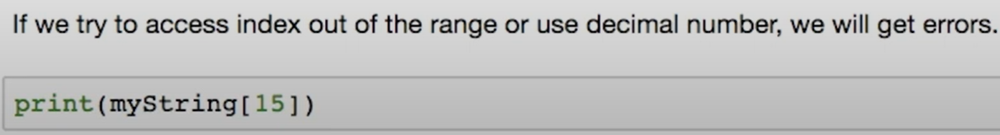 If we try to access index out of the range or use decimal number, we will get errors.
print(myString[15])